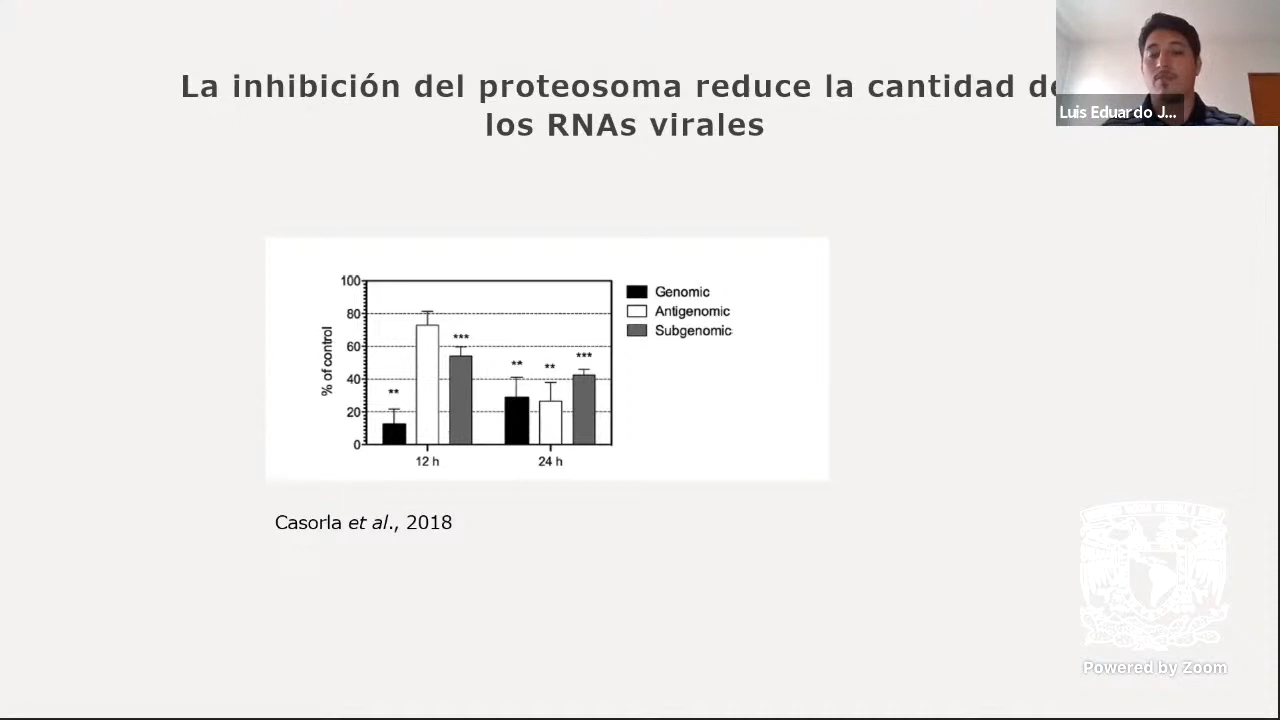 La inhibición del proteosoma reduce la cantidad de
los RNAs virales
Luis Eduardo J...
100
80
60
40
20
0
% of control
**
***
**
**
***
12 h
24 h
Genomic
Antigenomic
Subgenomic
Casorla et al., 2018
Powered by Zoom